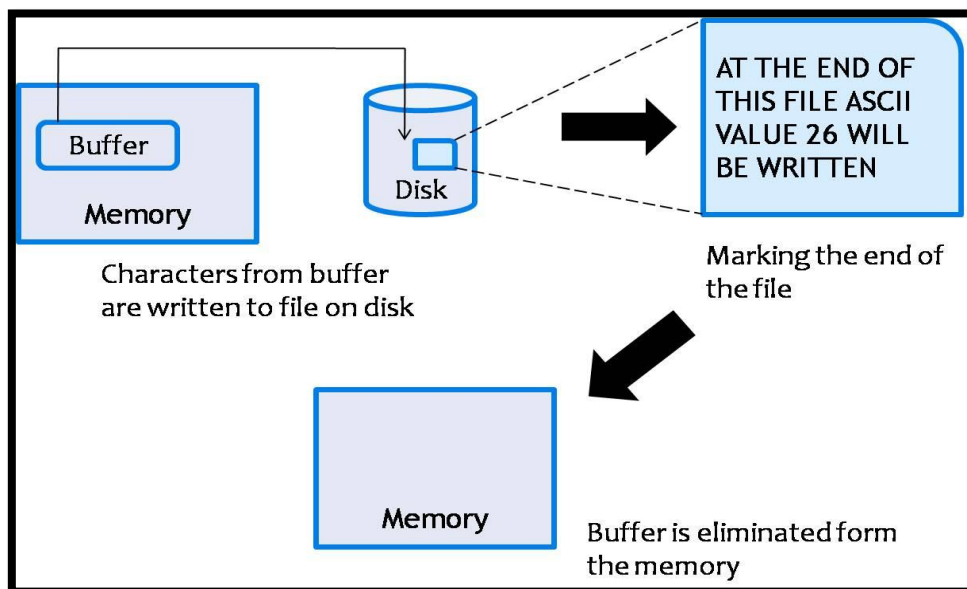 Buffer
Memory
Disk
AT THE END OF
THIS FILE ASCII
VALUE 26 WILL
BE WRITTEN
Characters from buffer
are written to file on disk
Marking the end of
the file
Memory
Buffer is eliminated form
the memory